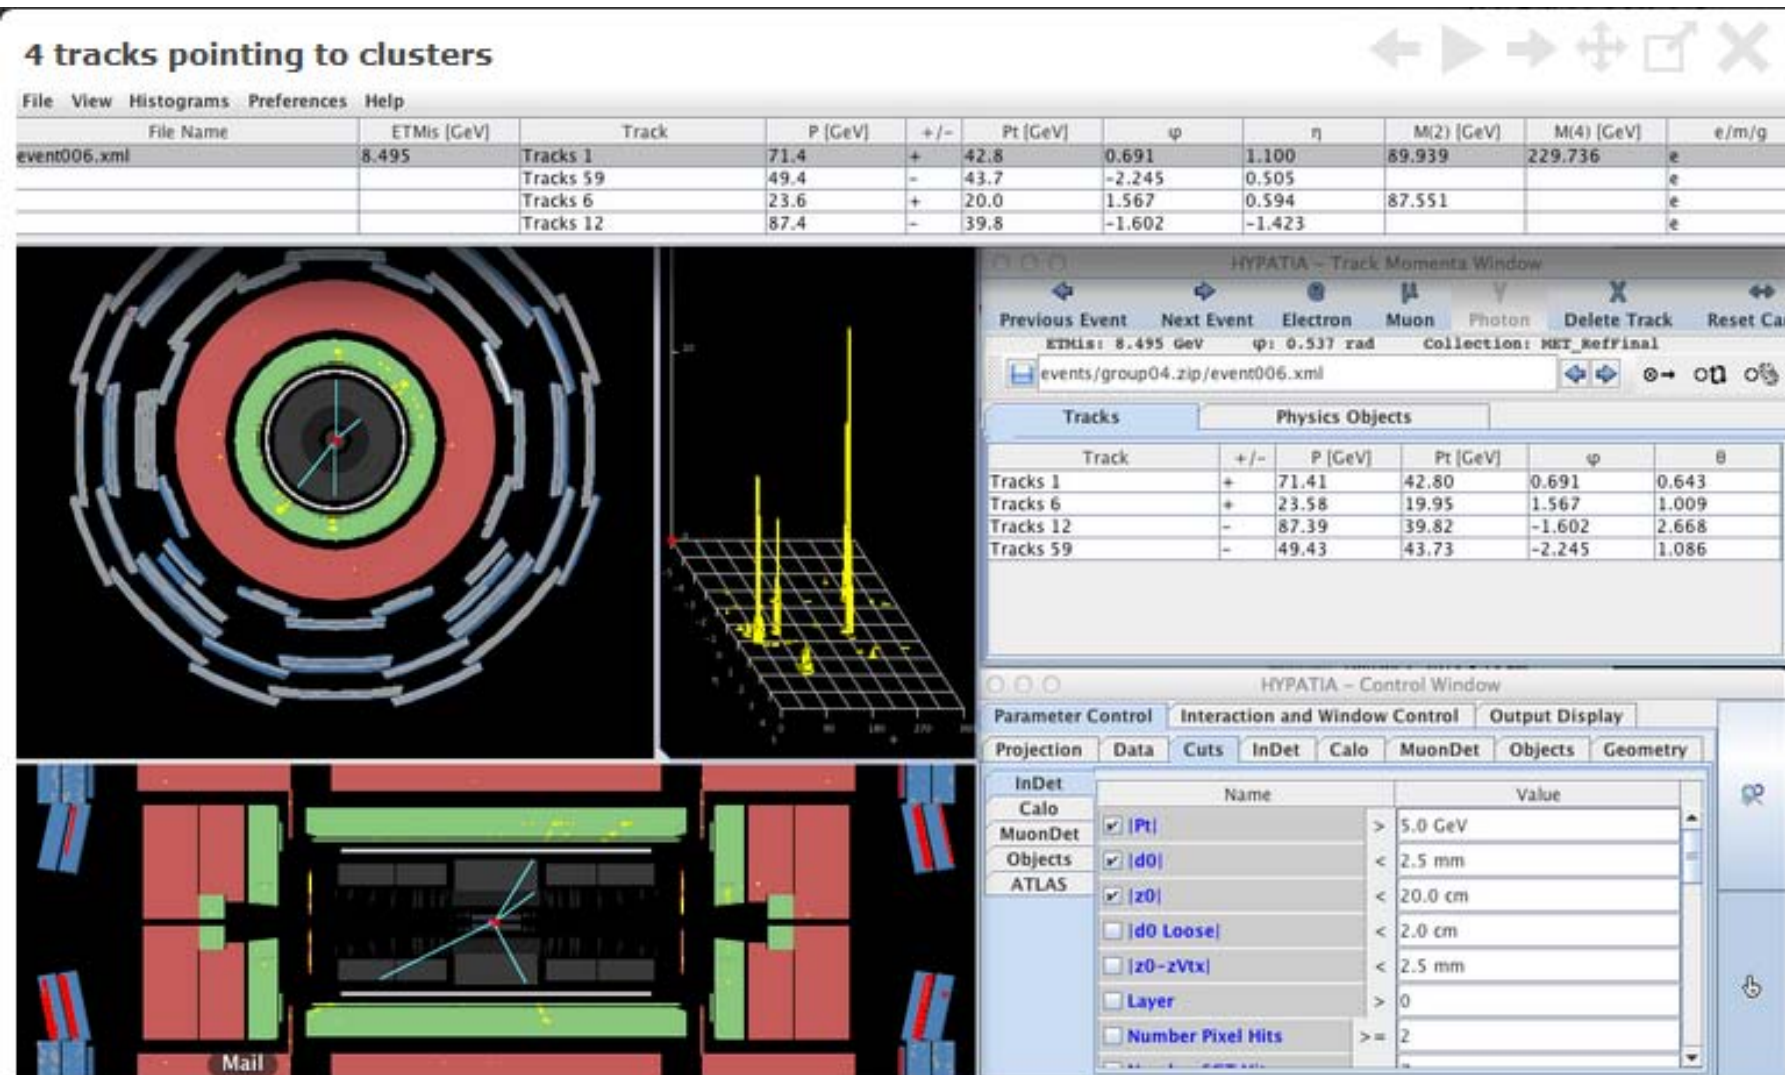 4 tracks pointing to clusters
File View Histograms Preferences Help
File Name ETMis [GeV] Track P [GeV] +/- Pt [GeV] φ η M(2) [GeV] M(4) [GeV] e/m/g
event006.xml 8.495 Tracks 1 71.4 + 42.8 0.691 1.100 89.939 229.736 e
Tracks 59 49.4 - 43.7 -2.245 0.505 e
Tracks 6 23.6 + 20.0 1.567 0.594 87.551 e
Tracks 12 87.4 - 39.8 -1.602 -1.423 e
HYPATIA - Track Momenta Window
Previous Event Next Event Electron Muon Photon Delete Track Reset Ca
ETMis: 8.495 GeV φ: 0.537 rad Collection: MET_RefFinal
events/group04.zip/event006.xml
Tracks Physics Objects
Track +/- P [GeV] Pt [GeV] φ θ
Tracks 1 + 71.41 42.80 0.691 0.643
Tracks 6 + 23.58 19.95 1.567 1.009
Tracks 12 - 87.39 39.82 -1.602 2.668
Tracks 59 - 49.43 43.73 -2.245 1.086
HYPATIA - Control Window
Parameter Control Interaction and Window Control Output Display
Projection Data Cuts InDet Calo MuonDet Objects Geometry
InDet
Calo
MuonDet
Objects
ATLAS
Name Value
|Pt| > 5.0 GeV
|d0| < 2.5 mm
|z0| < 20.0 cm
|d0 Loose| < 2.0 cm
|z0-zVtx| < 2.5 mm
Layer > 0
Number Pixel Hits >= 2
Mail